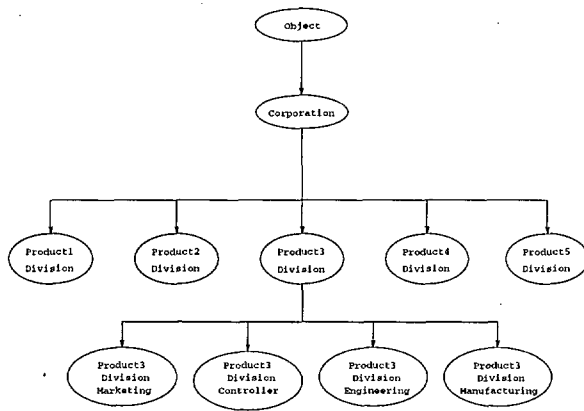 Object
Corporation
Product1
Division
Product2
Division
Product3
Division
Product4
Division
Product5
Division
Product3
Division
Marketing
Product3
Division
Controller
Product3
Division
Engineering
Product3
Division
Manufacturing